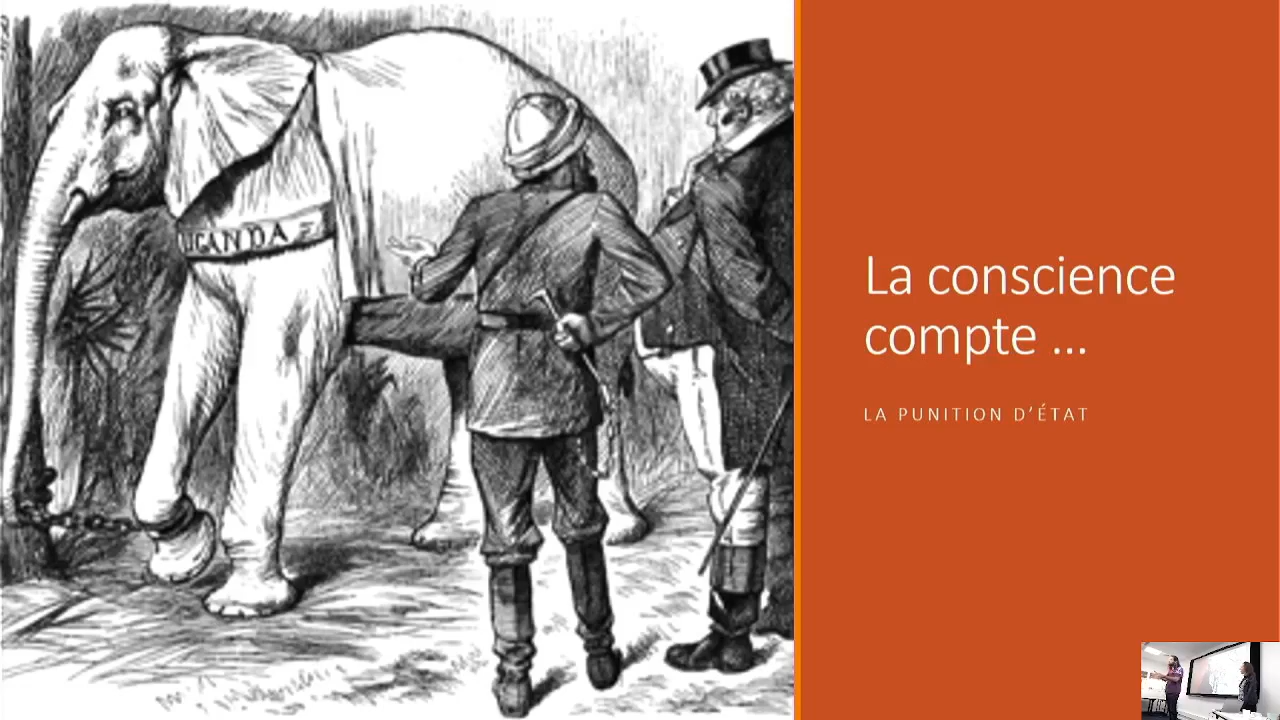 UGANDA
La conscience
compte ...
LA PUNITION D'ÉTAT